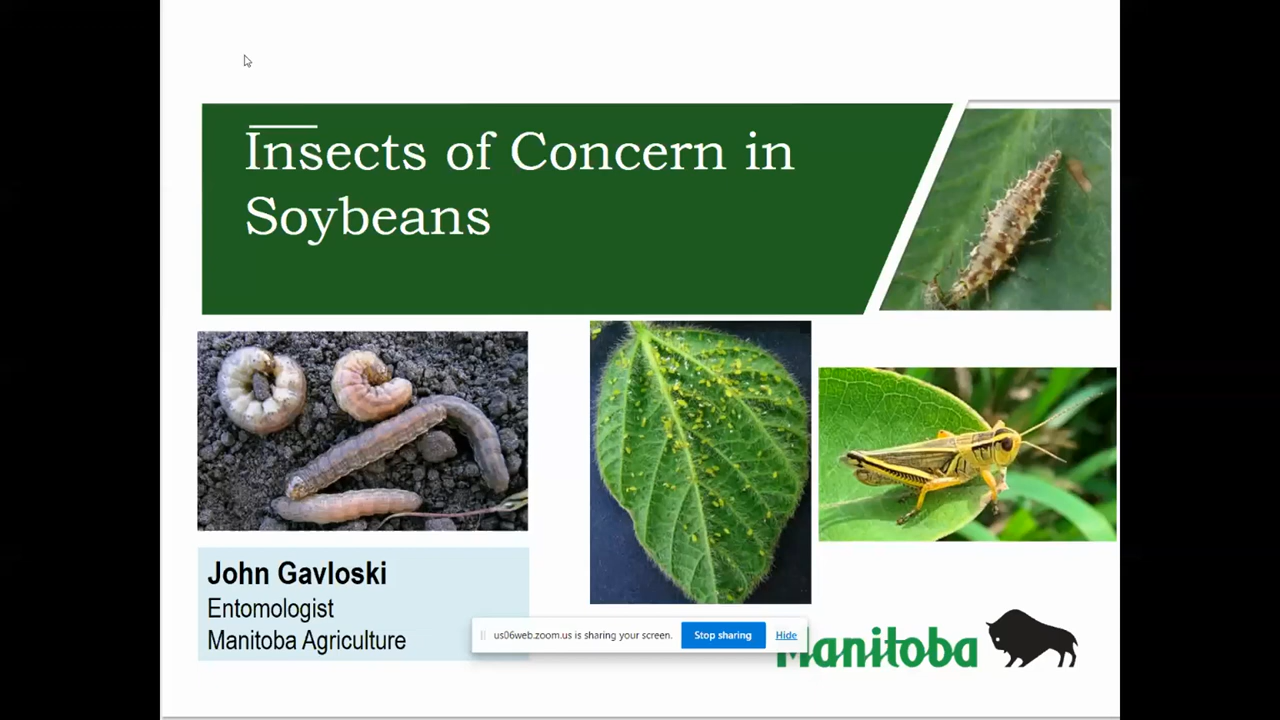 Insects of Concern in
Soybeans
John Gavloski
Entomologist
Manitoba Agriculture
us06web.zoom.us is sharing your screen.
Stop sharing
Hide
Manitoba